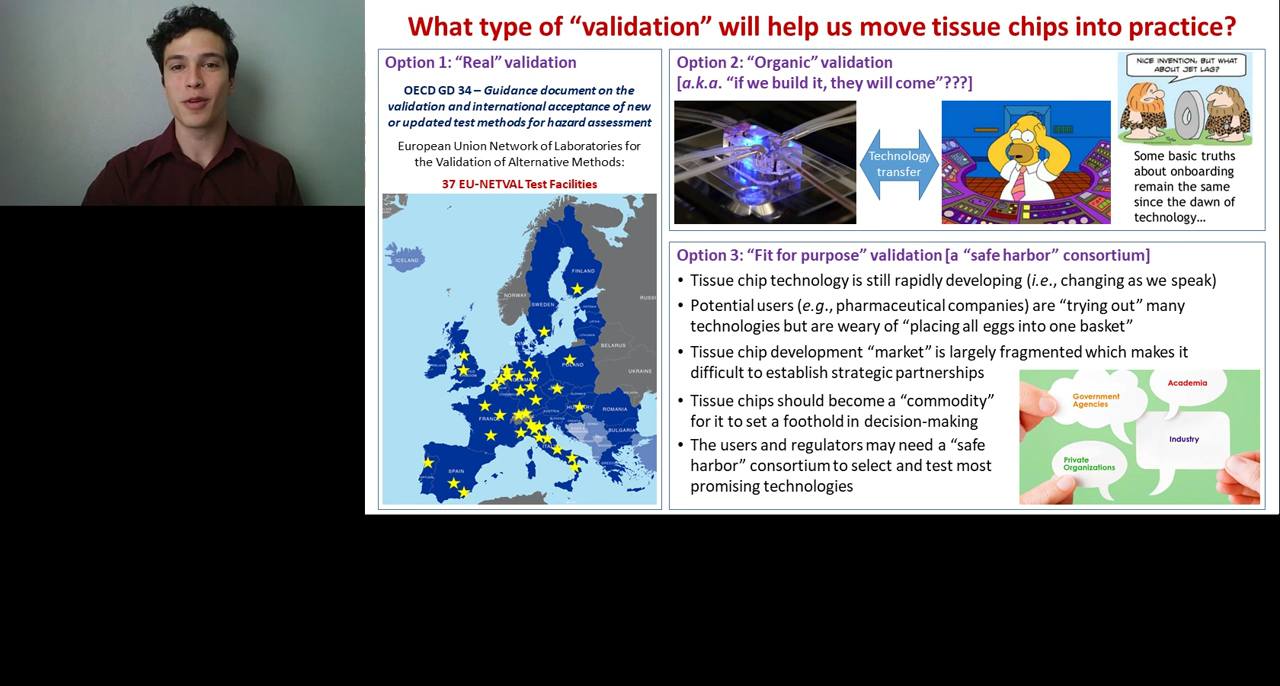 What type of “validation” will help us move tissue chips into practice?
Option 1: “Real” validation
OECD GD 34 – Guidance document on the
validation and international acceptance of new
or updated test methods for hazard assessment
European Union Network of Laboratories for
the Validation of Alternative Methods:
37 EU-NETVAL Test Facilities
ICELAND
FINLAND
NORWAY
SWEDEN
BELARUS
POLAND
UKRAINE
FRANCE
ROMANIA
BULGARIA
SPAIN
Option 2: “Organic” validation
[a.k.a. “if we build it, they will come”???]
Technology
transfer
NICE INVENTION, BUT WHAT
ABOUT JET LAG?
Some basic truths
about onboarding
remain the same
since the dawn of
technology…
Option 3: “Fit for purpose” validation [a “safe harbor” consortium]
• Tissue chip technology is still rapidly developing (i.e., changing as we speak)
• Potential users (e.g., pharmaceutical companies) are “trying out” many
technologies but are weary of “placing all eggs into one basket”
• Tissue chip development “market” is largely fragmented which makes it
difficult to establish strategic partnerships
• Tissue chips should become a “commodity”
for it to set a foothold in decision-making
• The users and regulators may need a “safe
harbor” consortium to select and test most
promising technologies
Government
Agencies
Academia
Industry
Private
Organizations